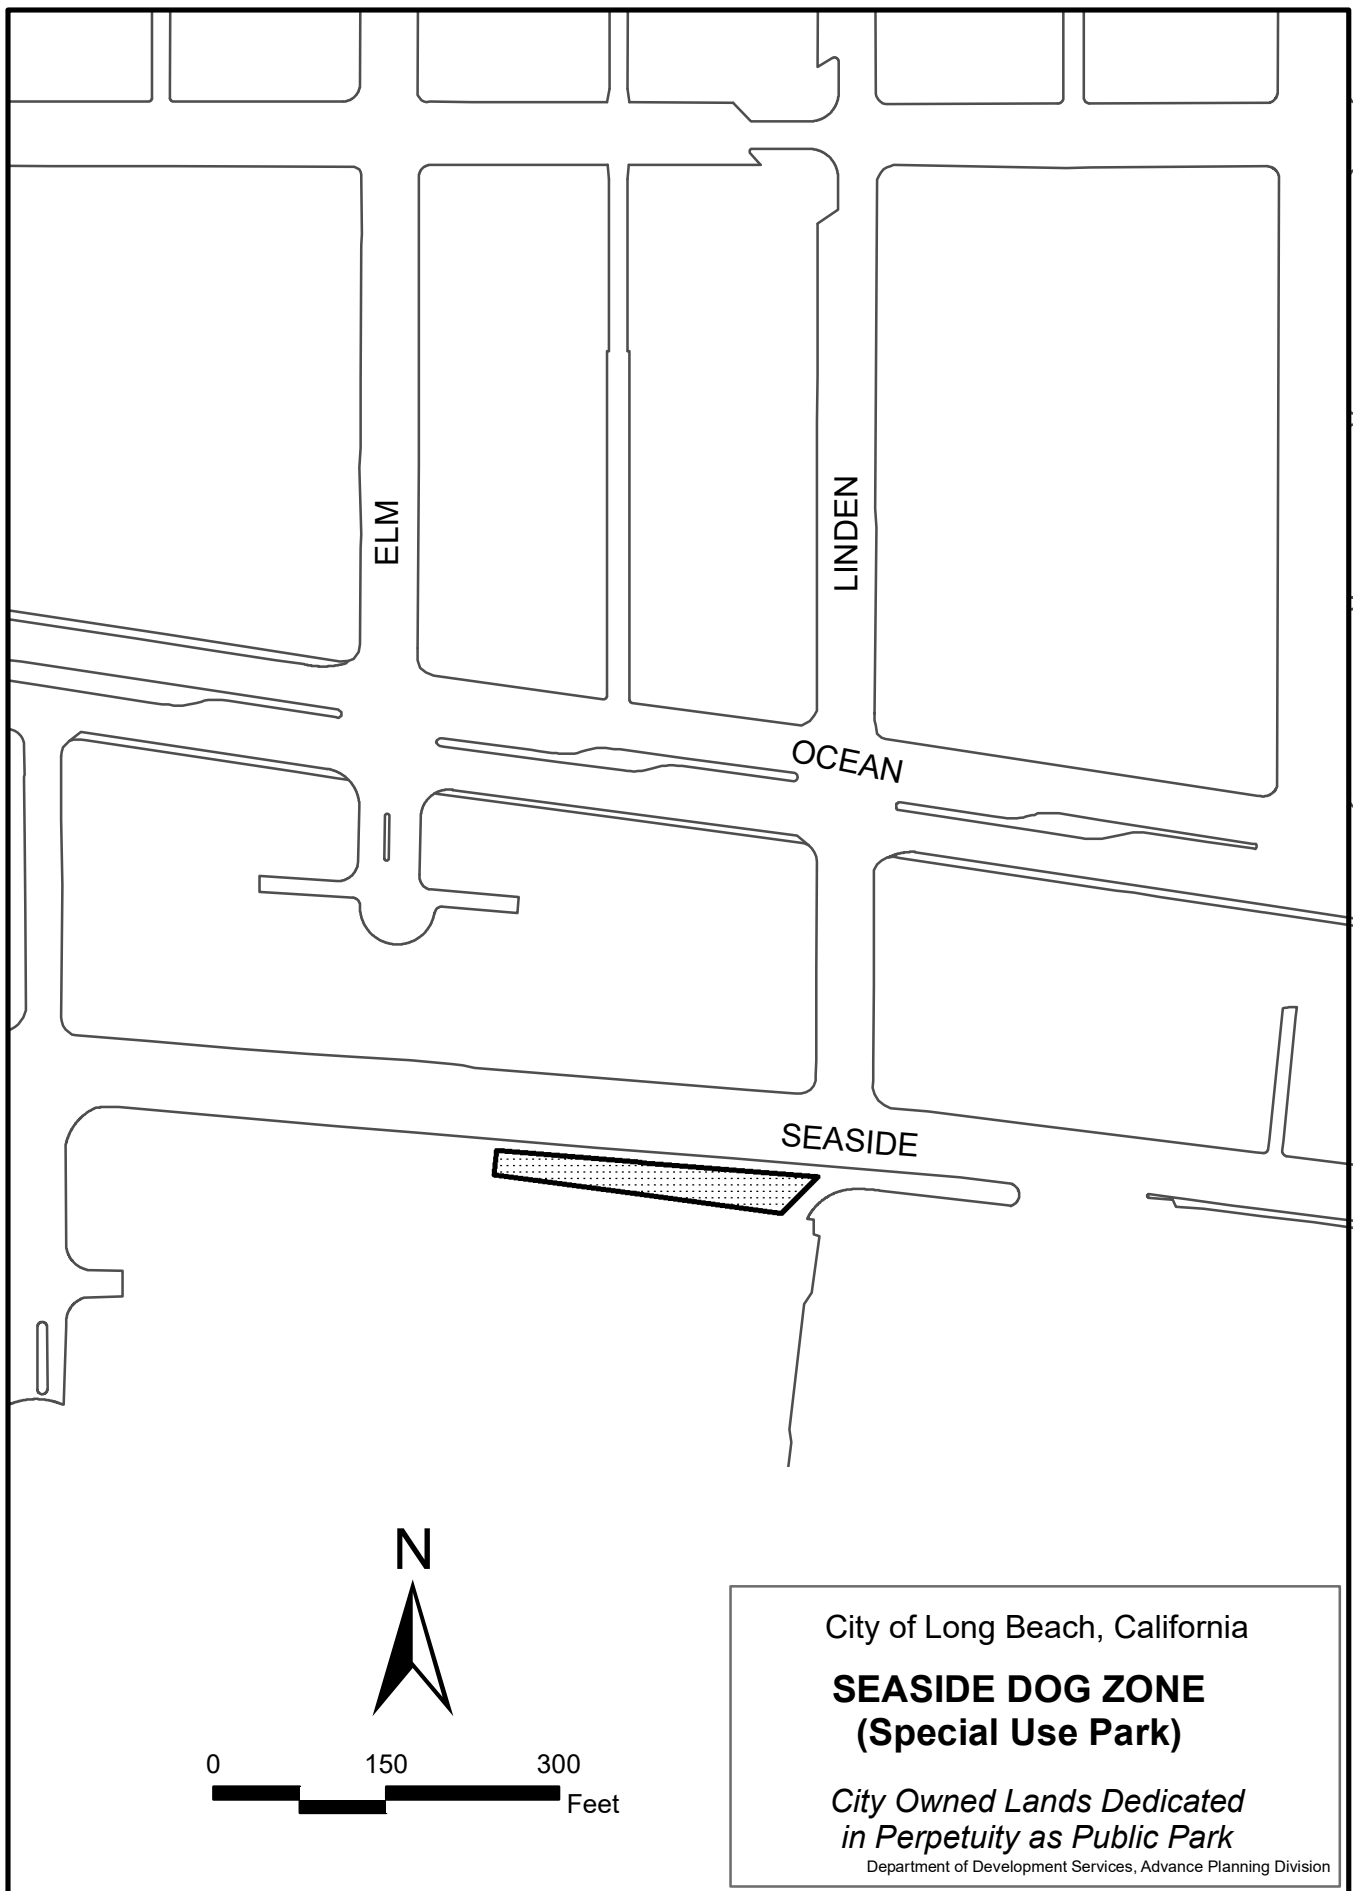 ELM
LINDEN
OCEAN
SEASIDE
N
0 150 300
Feet
City of Long Beach, California
SEASIDE DOG ZONE
(Special Use Park)
City Owned Lands Dedicated
in Perpetuity as Public Park
Department of Development Services, Advance Planning Division